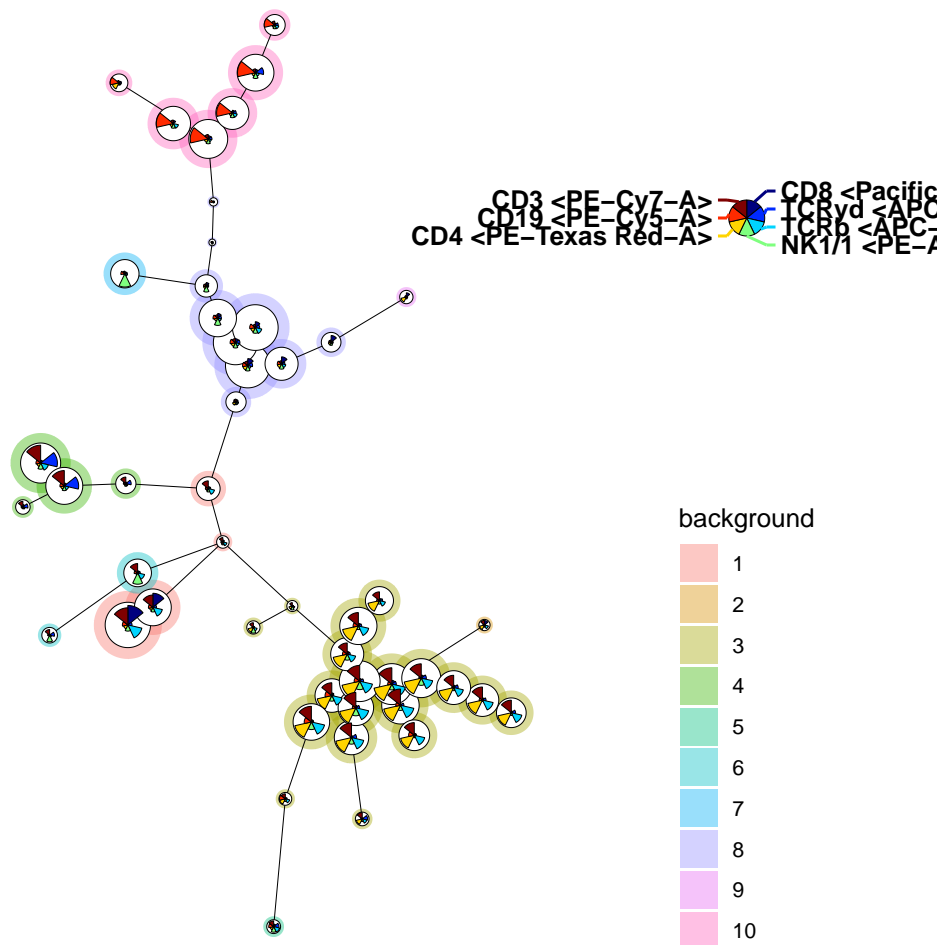 CD3 <PE−Cy7−A>
CD19 <PE−Cy5−A>
CD4 <PE−Texas Red−A>
CD8 <Pacific
TCRyd <APC
TCRb <APC−
NK1/1 <PE−A
background
1
2
3
4
5
6
7
8
9
10